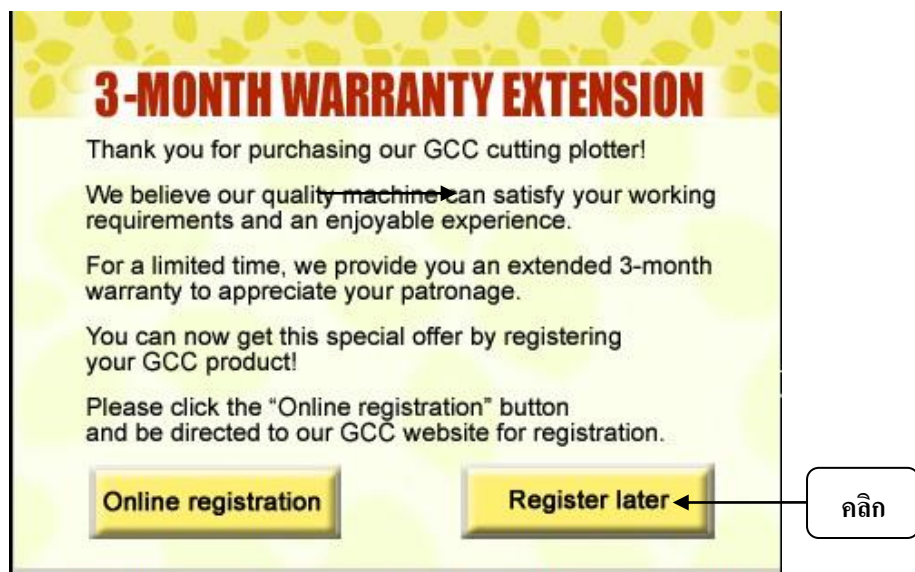 3-MONTH WARRANTY EXTENSION
Thank you for purchasing our GCC cutting plotter!
We believe our quality machine can satisfy your working
requirements and an enjoyable experience.
For a limited time, we provide you an extended 3-month
warranty to appreciate your patronage.
You can now get this special offer by registering
your GCC product!
Please click the “Online registration” button
and be directed to our GCC website for registration.
Online registration
Register later
คลิก